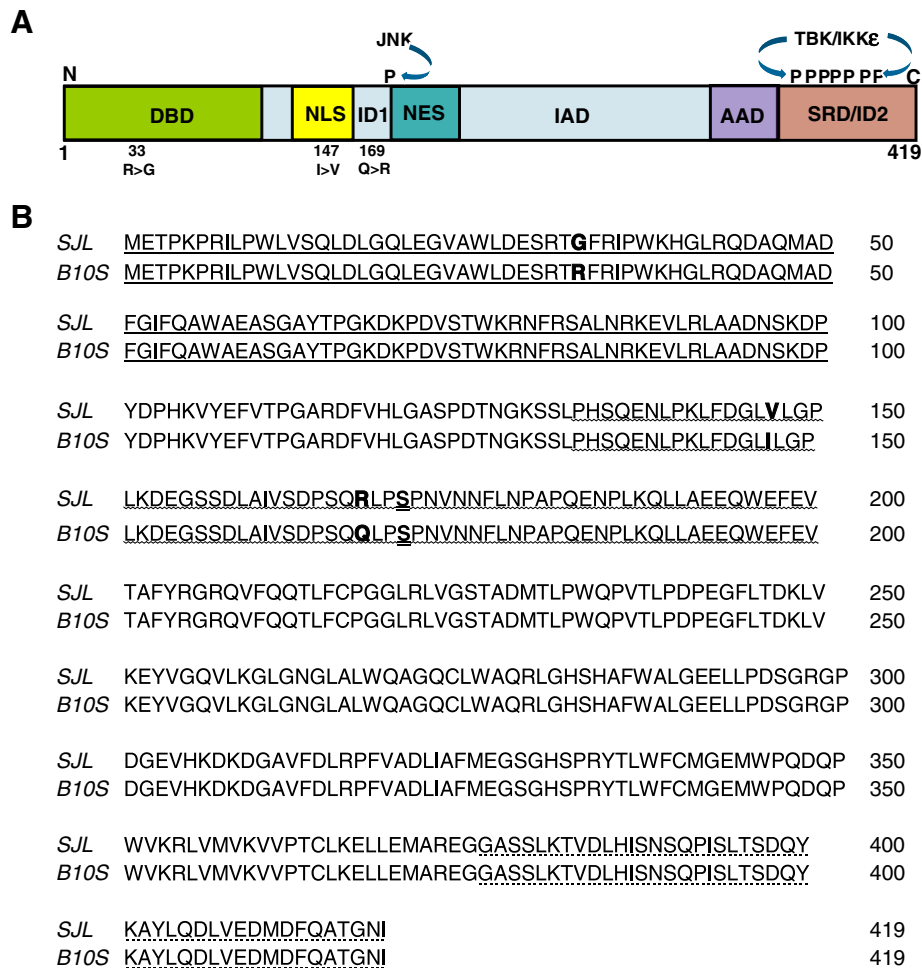 A
JNK TBK/IKKε
N P P PPPP PF C
DBD NLS ID1 NES IAD AAD SRD/ID2
1 33 147 169 419
R>G I>V Q>R
B
SJL METPKPRILPWLVSQLDLGQLEGVAWLDESRTGFRIPWKHGLRQDAQMAD 50
B10S METPKPRILPWLVSQLDLGQLEGVAWLDESRTRFRIPWKHGLRQDAQMAD 50
SJL FGIFQAWAEASGAYTPGKDKPDVSTWKRNFRSALNRKEVLRLAADNSKDP 100
B10S FGIFQAWAEASGAYTPGKDKPDVSTWKRNFRSALNRKEVLRLAADNSKDP 100
SJL YDPHKVYEFVTPGARDFVHLGASPDTNGKSSLPHSQENLPKLFDGLVLGP 150
B10S YDPHKVYEFVTPGARDFVHLGASPDTNGKSSLPHSQENLPKLFDGLILGP 150
SJL LKDEGSSDLAIVSDPSQRLPSPNVNNFLNPAPQENPLKQLLAEEQWEFEV 200
B10S LKDEGSSDLAIVSDPSQQLPSPNVNNFLNPAPQENPLKQLLAEEQWEFEV 200
SJL TAFYRGRQVFQQTLFCPGGLRLVGSTADMTLPWQPVTLPDPEGFLTDKLV 250
B10S TAFYRGRQVFQQTLFCPGGLRLVGSTADMTLPWQPVTLPDPEGFLTDKLV 250
SJL KEYVGQVLKGLGNGLALWQAGQCLWAQRLGHSHAFWALGEELLPDSGRGP 300
B10S KEYVGQVLKGLGNGLALWQAGQCLWAQRLGHSHAFWALGEELLPDSGRGP 300
SJL DGEVHKDKDGAVFDLRPFVADLIAFMEGSGHSPRYTLWFCMGEMWPQDQP 350
B10S DGEVHKDKDGAVFDLRPFVADLIAFMEGSGHSPRYTLWFCMGEMWPQDQP 350
SJL WVKRLVMVKVVPTCLKELLEMAREGGASSLKTVDLHISNSQPISLTSDQY 400
B10S WVKRLVMVKVVPTCLKELLEMAREGGASSLKTVDLHISNSQPISLTSDQY 400
SJL KAYLQDLVEDMDFQATGNI 419
B10S KAYLQDLVEDMDFQATGNI 419